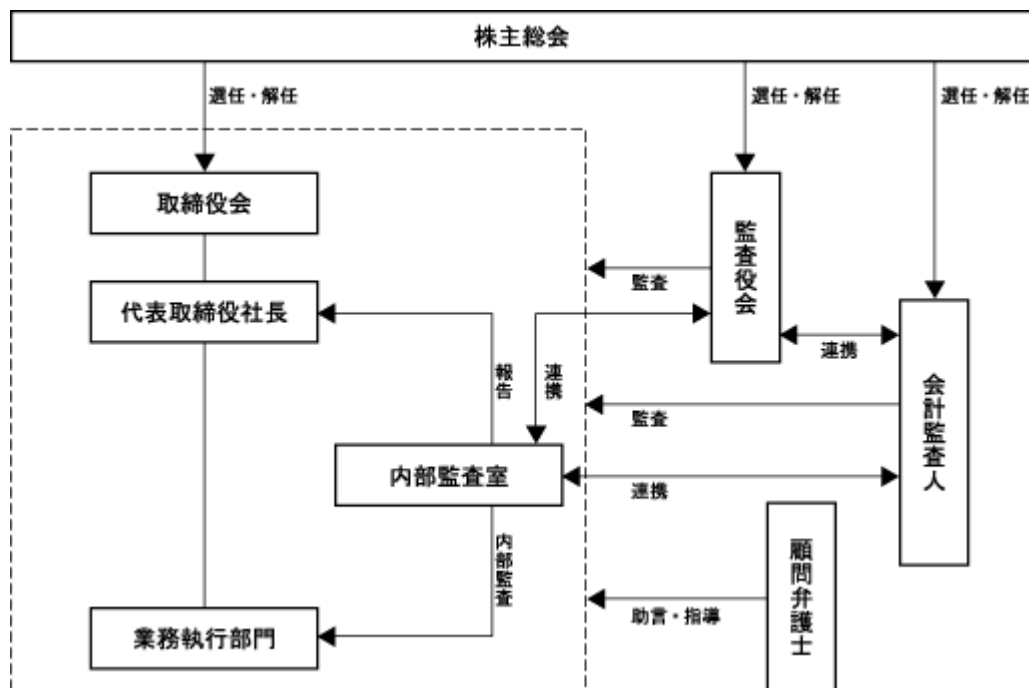 株主総会
選任・解任
選任・解任
選任・解任
取締役会
監査役会
監査
代表取締役社長
会計監査人
連携
報告
連携
監査
内部監査室
連携
顧問弁護士
内部監査
助言・指導
業務執行部門